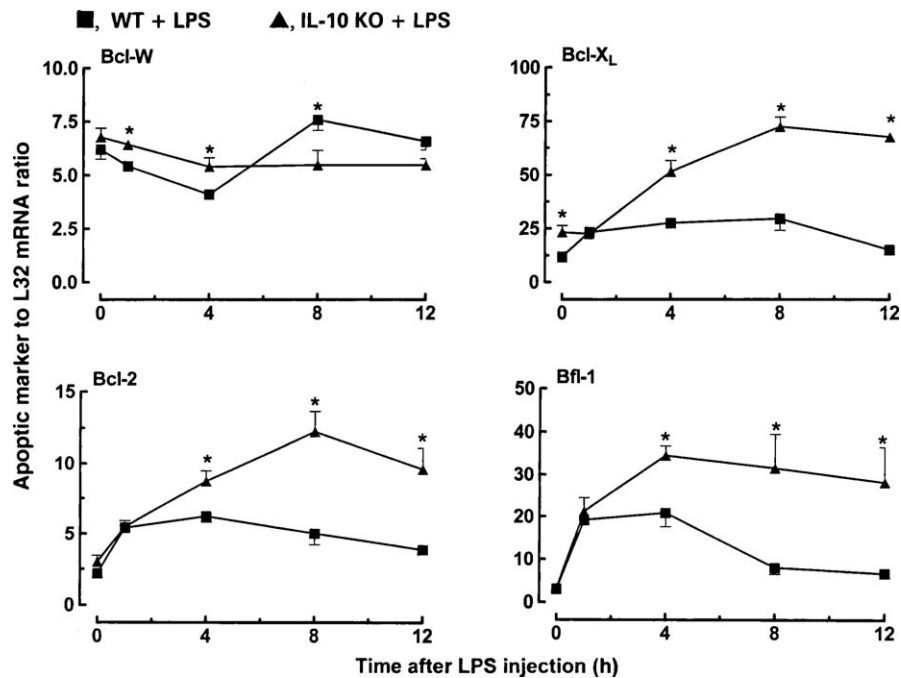 ■, WT + LPS ▲, IL-10 KO + LPS
Apoptic marker to L32 mRNA ratio
Bcl-W
10.0
7.5
5.0
2.5
0.0
* * *
0 4 8 12
Bcl-XL
100
75
50
25
0
* * * *
0 4 8 12
Bcl-2
15
10
5
0
* * *
0 4 8 12
Bfl-1
50
40
30
20
10
0
* * *
0 4 8 12
Time after LPS injection (h)